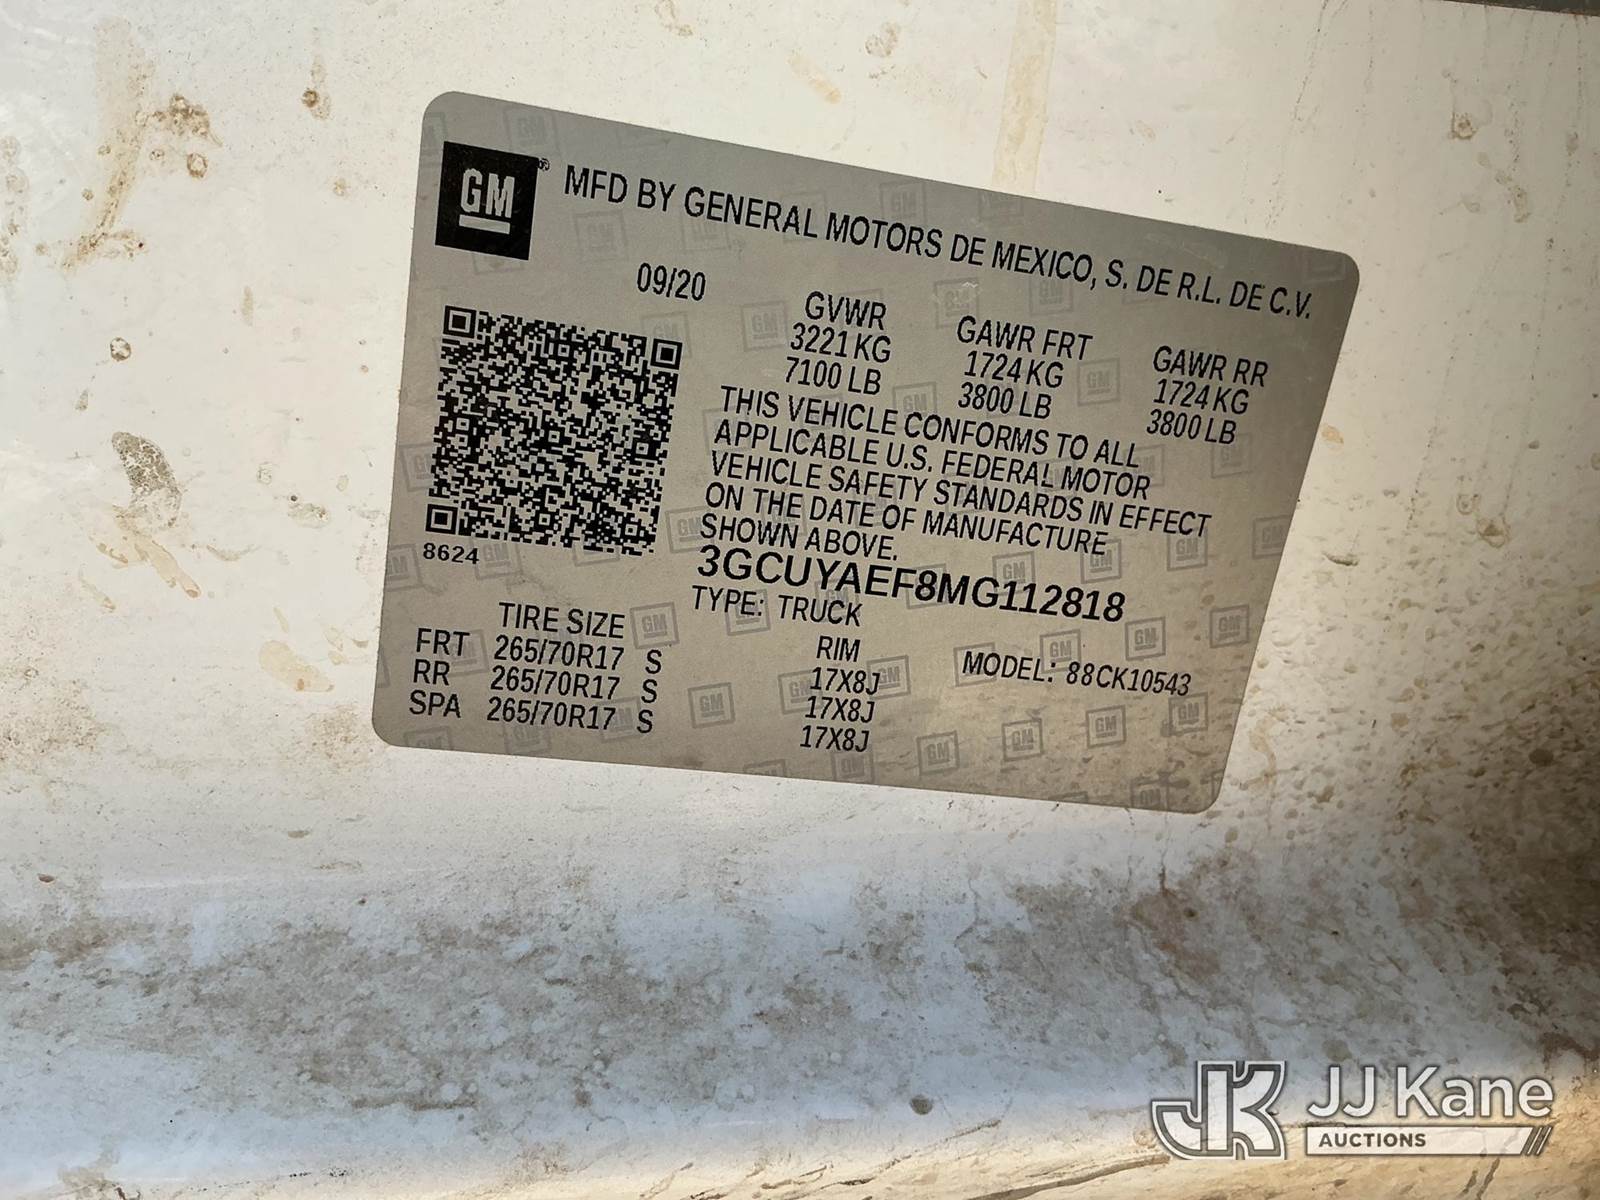 GM ® MFD BY GENERAL MOTORS DE MEXICO, S. DE R.L. DE C.V.
09/20
GVWR GAWR FRT GAWR RR
3221 KG 1724 KG 1724 KG
7100 LB 3800 LB 3800 LB
THIS VEHICLE CONFORMS TO ALL
APPLICABLE U.S. FEDERAL MOTOR
VEHICLE SAFETY STANDARDS IN EFFECT
ON THE DATE OF MANUFACTURE
SHOWN ABOVE.
8624
3GCUYAEF8MG112818
TYPE: TRUCK
MODEL: 88CK10543
TIRE SIZE RIM
FRT 265/70R17 S 17X8J
RR 265/70R17 S 17X8J
SPA 265/70R17 S 17X8J
JK JJ Kane
AUCTIONS